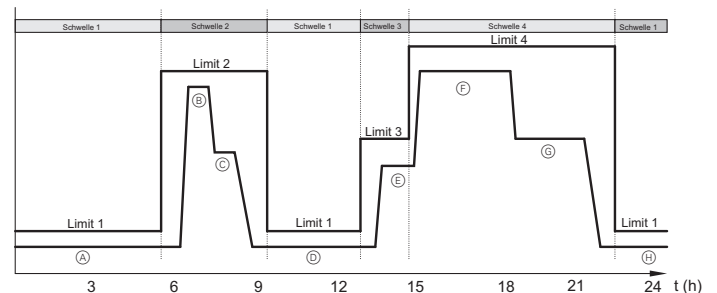 Schwelle 1 Schwelle 2 Schwelle 1 Schwelle 3 Schwelle 4 Schwelle 1
Limit 4
Limit 2
B
F
Limit 3
G
C
E
Limit 1 Limit 1 Limit 1
A D H
3 6 9 12 15 18 21 24 t (h)